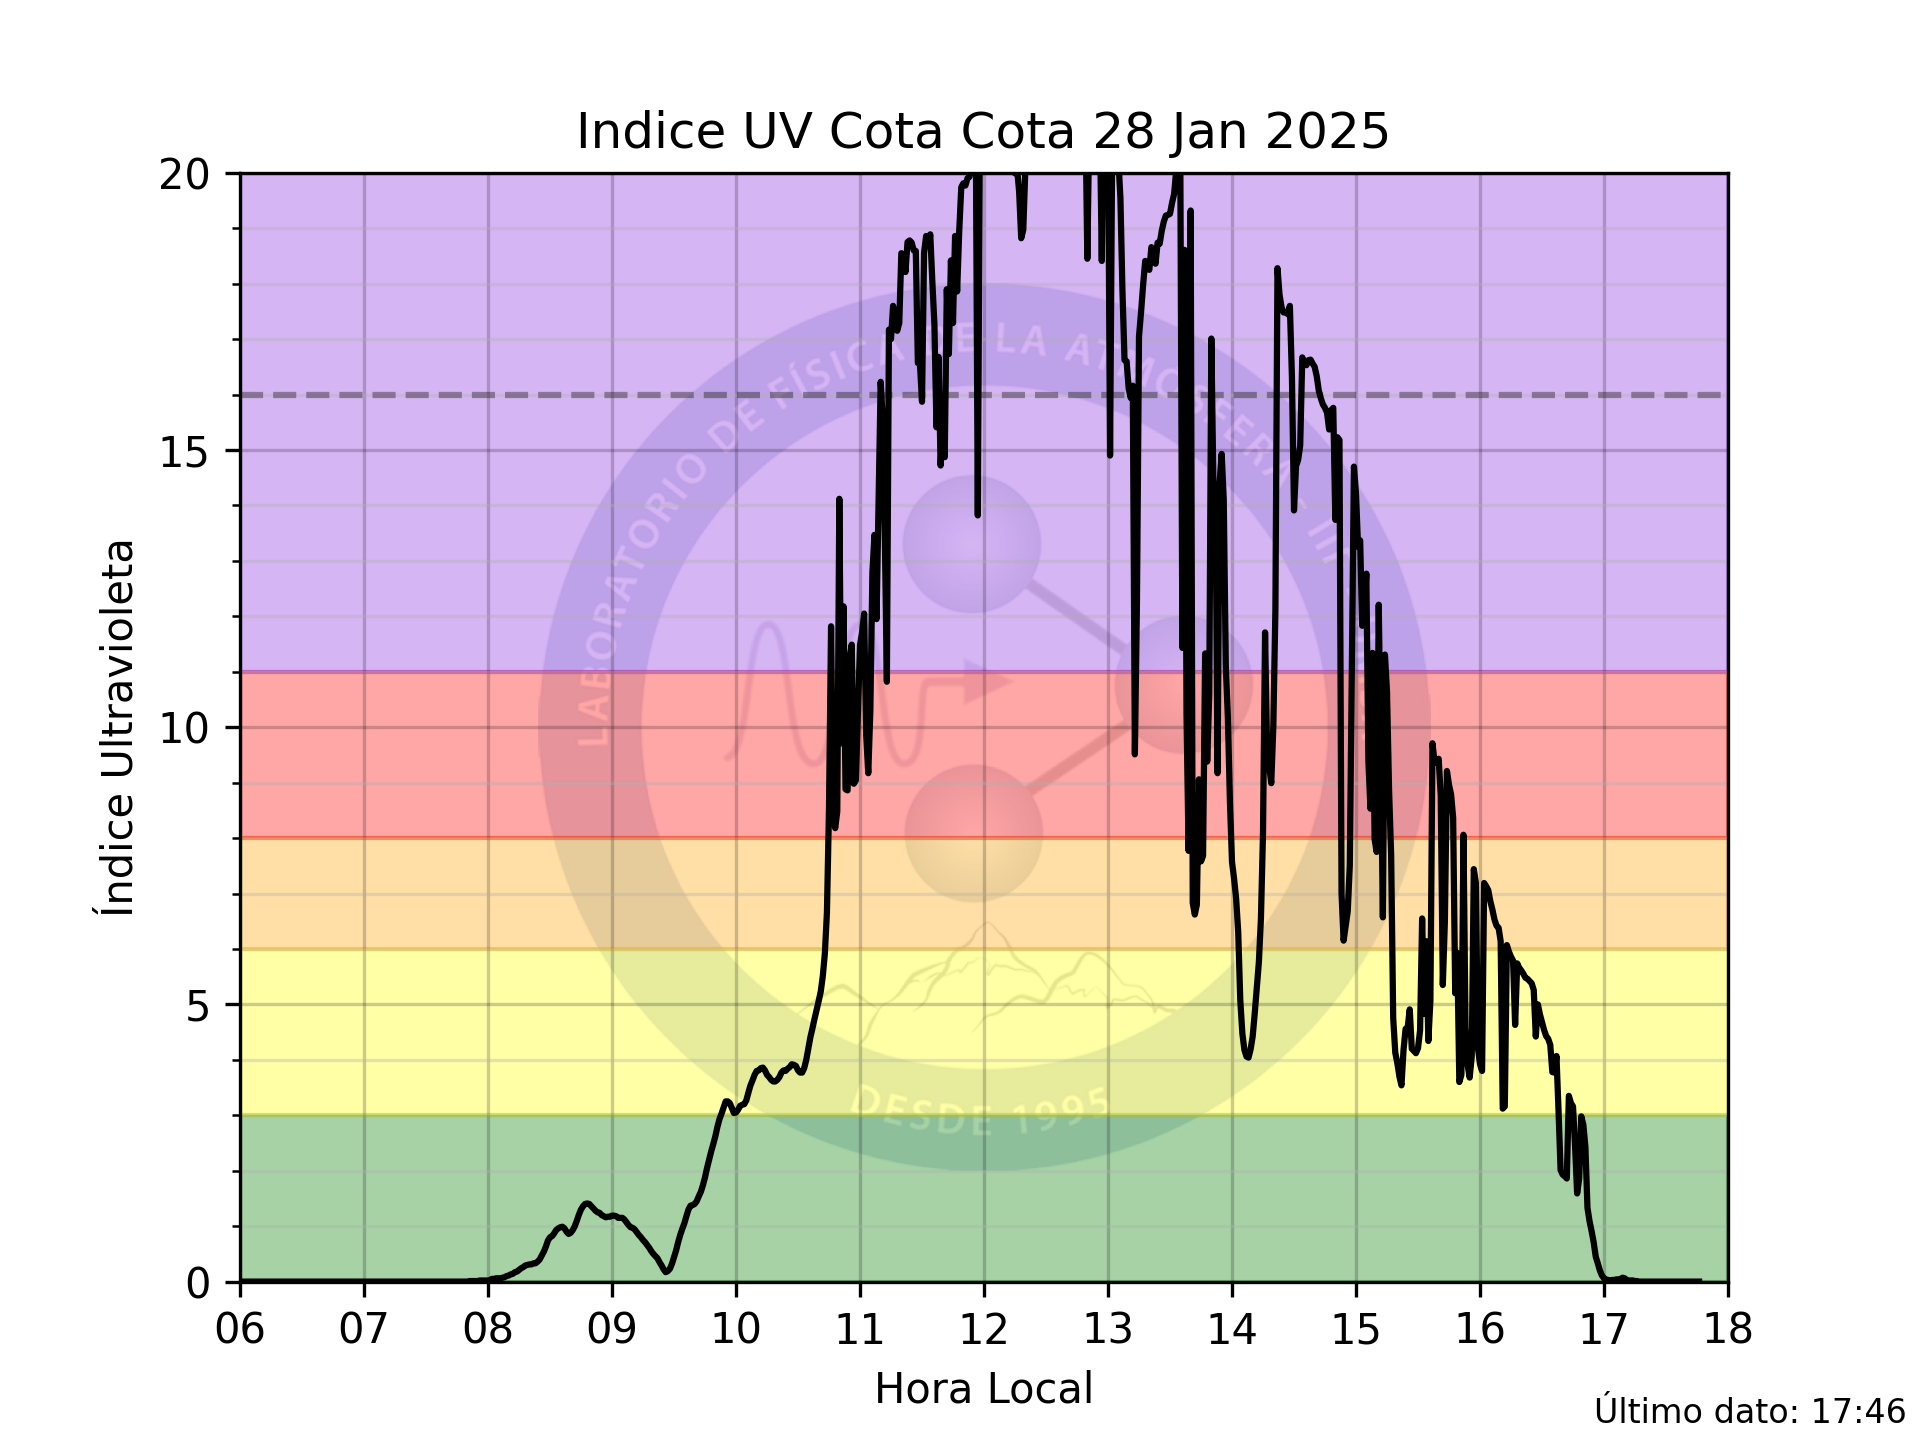 Indice UV Cota Cota 28 Jan 2025
20
15
10
5
0
Índice Ultravioleta
LABORATORIO DE FÍSICA DE LA ATMOSFERA -
DESDE 1995
06 07 08 09 10 11 12 13 14 15 16 17 18
Hora Local
Último dato: 17:46